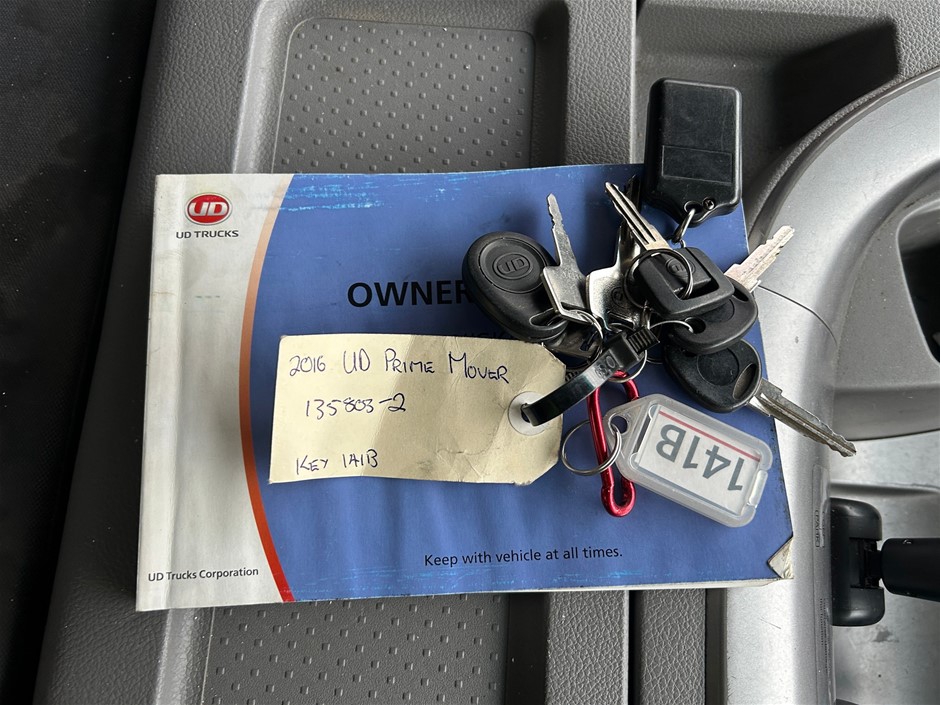 UD
UD TRUCKS
OWNER
UD
2016 UD PRIME MOVER
135803-2
KEY 141B
141B
Keep with vehicle at all times.
UD Trucks Corporation